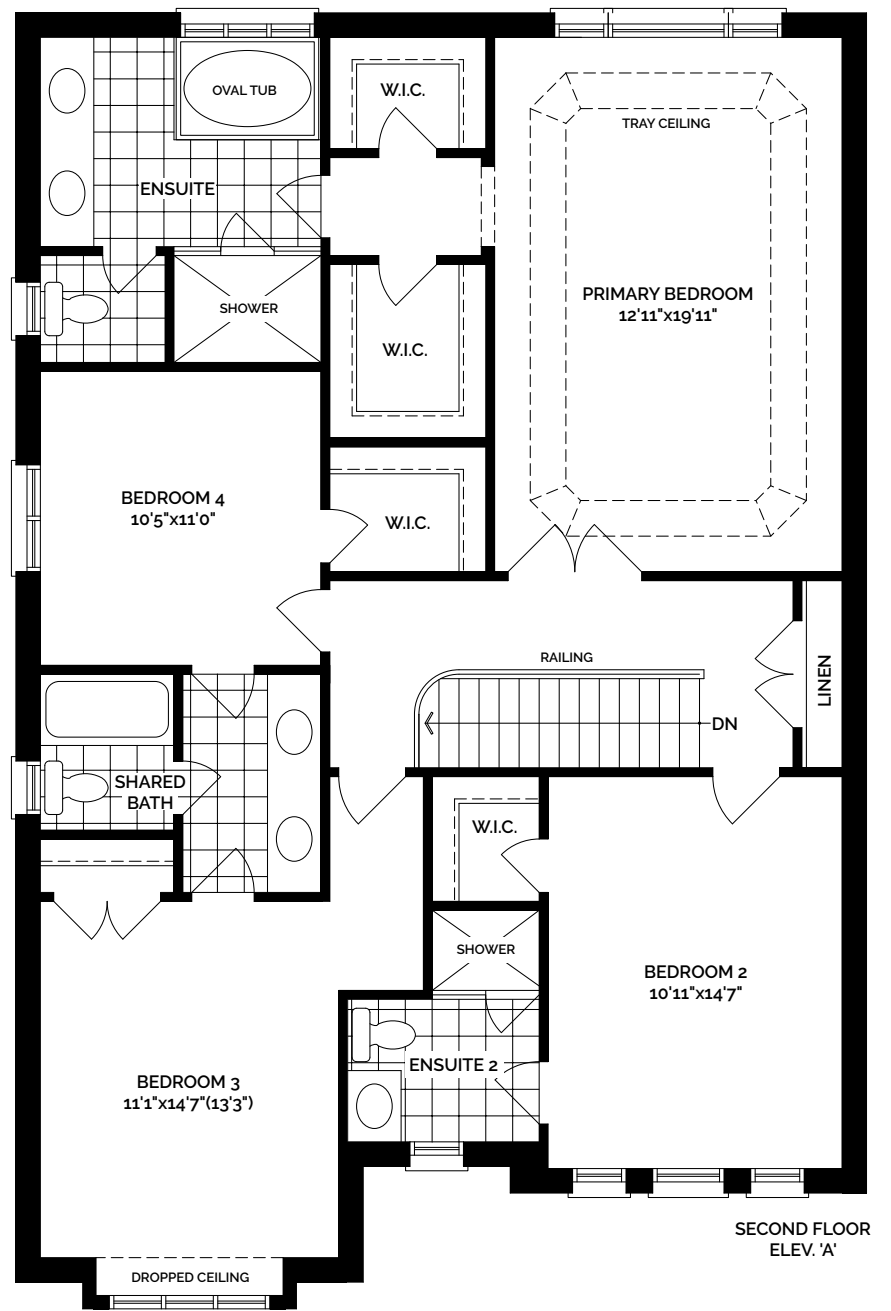 OVAL TUB
W.I.C.
TRAY CEILING
ENSUITE
PRIMARY BEDROOM
12'11"x19'11"
SHOWER
W.I.C.
BEDROOM 4
10'5"x11'0"
W.I.C.
RAILING
LINEN
DN
SHARED
BATH
W.I.C.
SHOWER
BEDROOM 2
10'11"x14'7"
ENSUITE 2
BEDROOM 3
11'1"x14'7"(13'3")
SECOND FLOOR
ELEV. 'A'
DROPPED CEILING